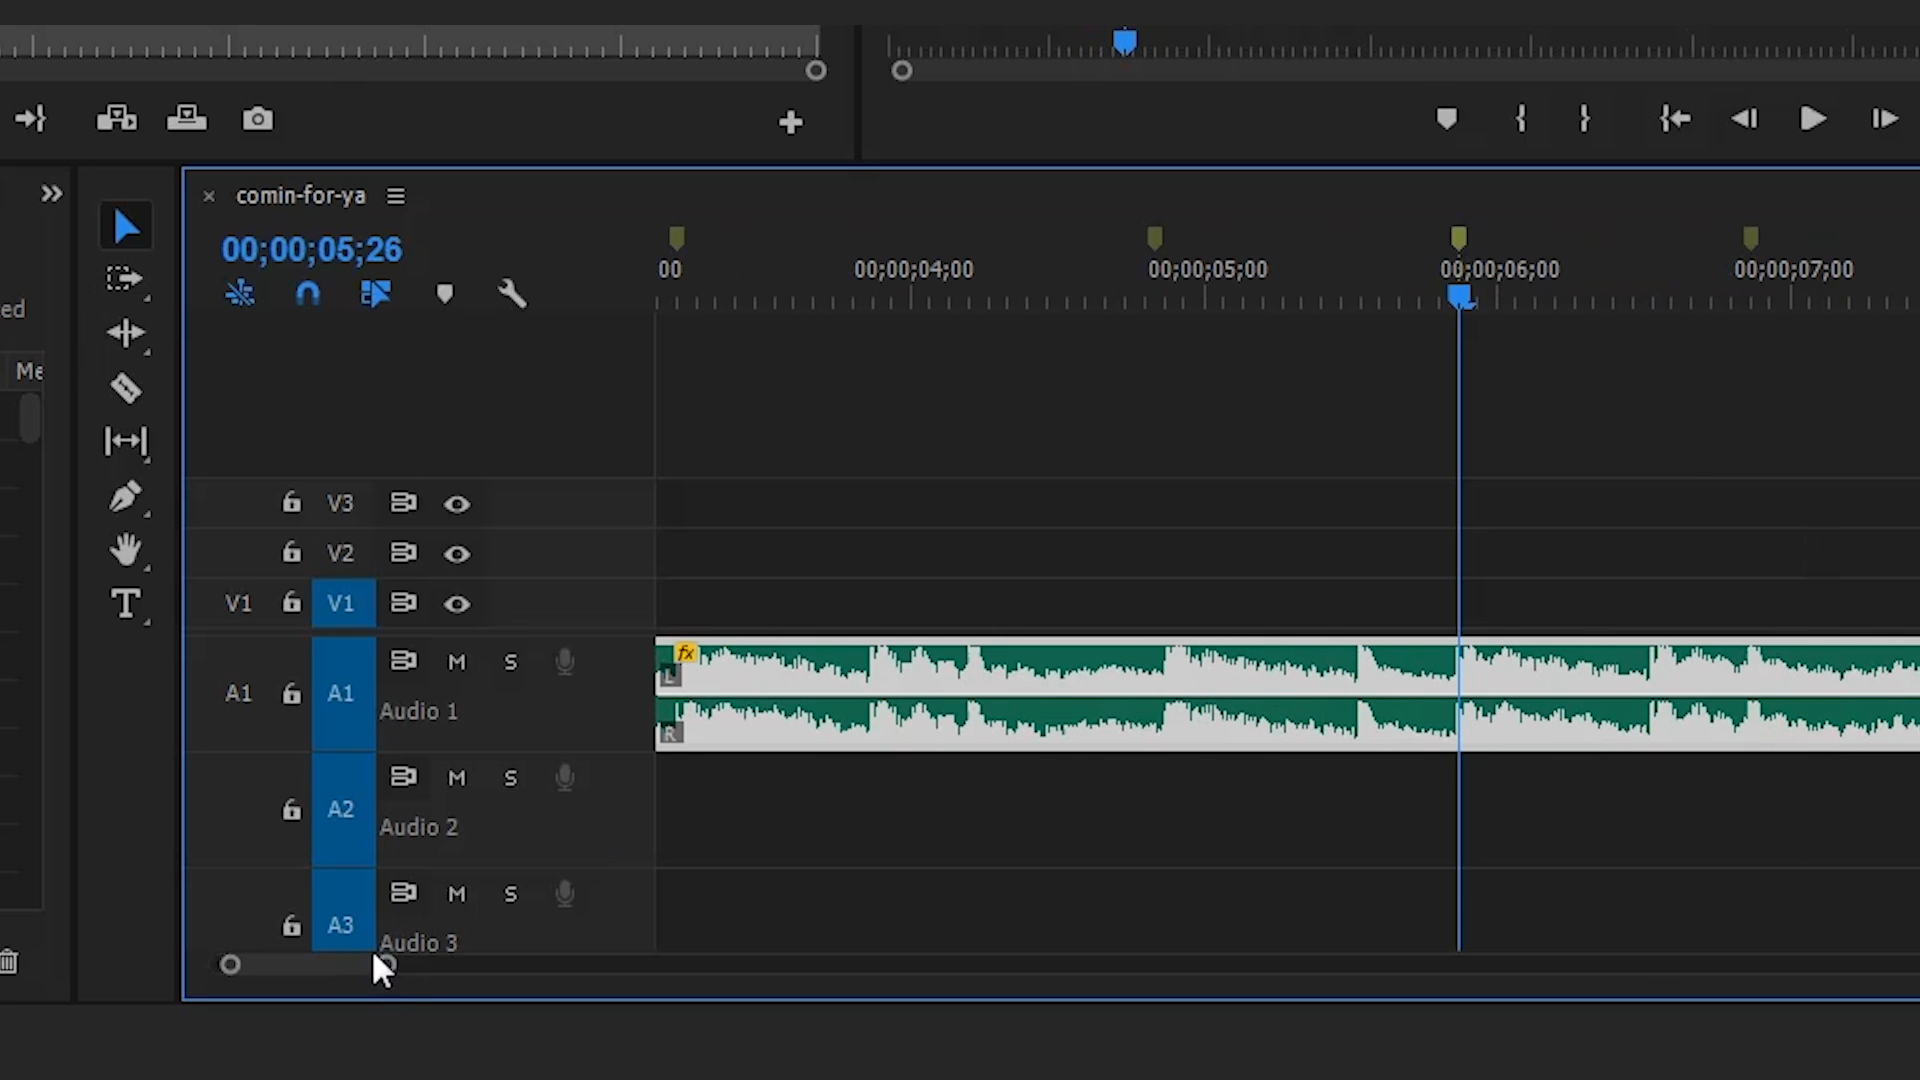 comin-for-ya
00;00;05;26
00
00;00;04;00
00;00;05;00
00;00;06;00
00;00;07;00
ed
Me
V3
V2
V1 V1
fx
L
M S
A1 A1
Audio 1
R
M S
A2
Audio 2
M S
A3
Audio 3